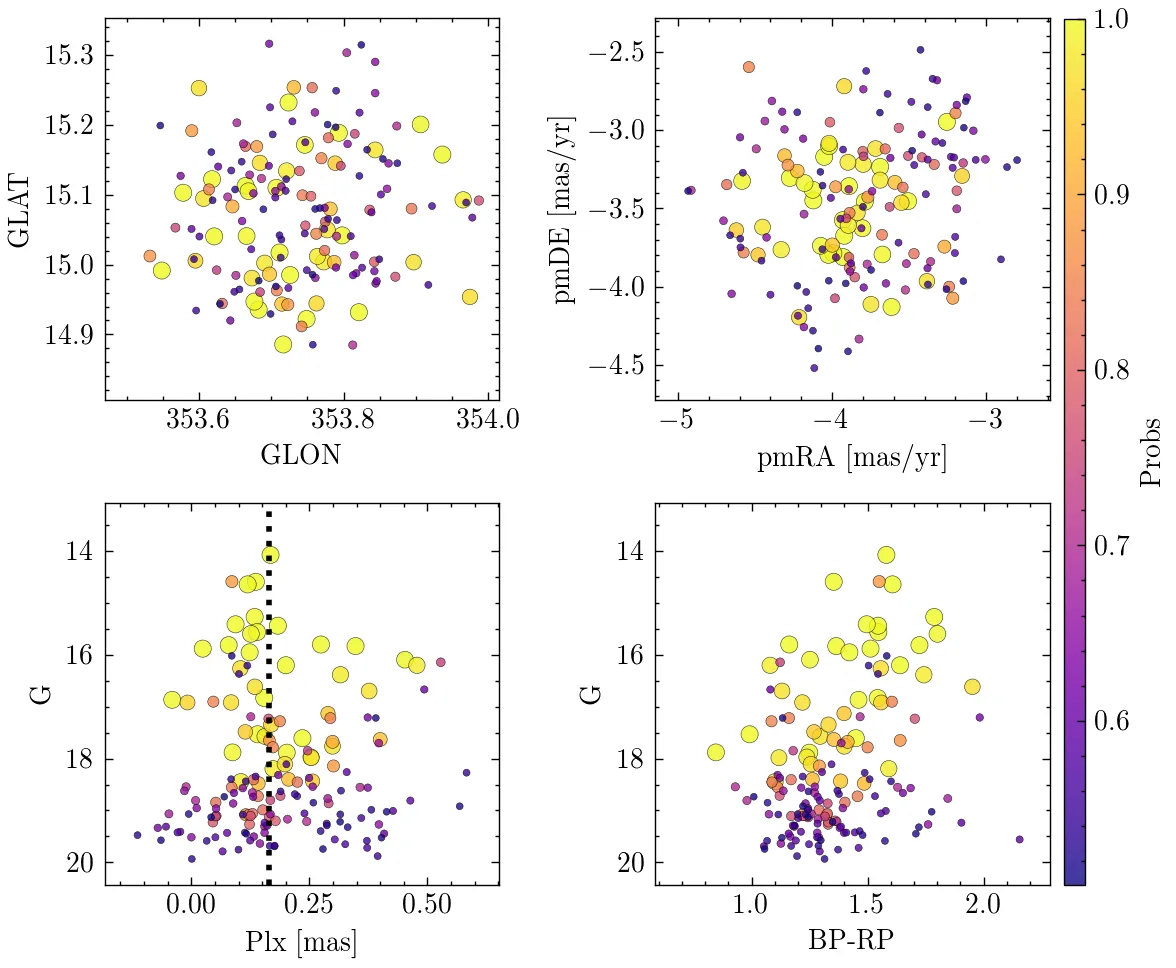 15.3
15.2
15.1
15.0
14.9
GLAT
353.6 353.8 354.0
GLON
−2.5
−3.0
−3.5
−4.0
−4.5
pmDE [mas/yr]
−5 −4 −3
pmRA [mas/yr]
1.0
0.9
0.8
0.7
0.6
Probs
14
16
18
20
G
0.00 0.25 0.50
Plx [mas]
14
16
18
20
G
1.0 1.5 2.0
BP-RP